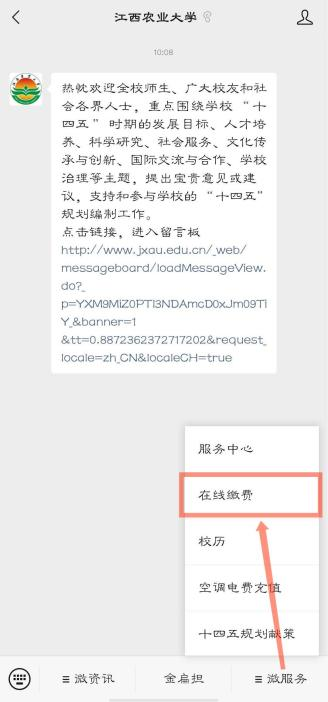 江西农业大学
10:08
热忱欢迎全校师生、广大校友和社
会各界人士，重点围绕学校“十
四五”时期的发展目标、人才培
养、科学研究、社会服务、文化传
承与创新、国际交流与合作、学校
治理等主题，提出宝贵意见或建
议，支持和参与学校的“十四五”
规划编制工作。
点击链接，进入留言板
http://www.jxau.edu.cn/_web/
messageboard/loadMessageView.
do?_
p=YXM9MiZ0PTI3NDAmcD0xJm09Ti
Y_&banner=1
&tt=0.8872362372717202&request_
locale=zh_CN&localeCH=true
服务中心
在线缴费
校历
空调电费充值
十四五规划献策
微资讯
金扁担
微服务